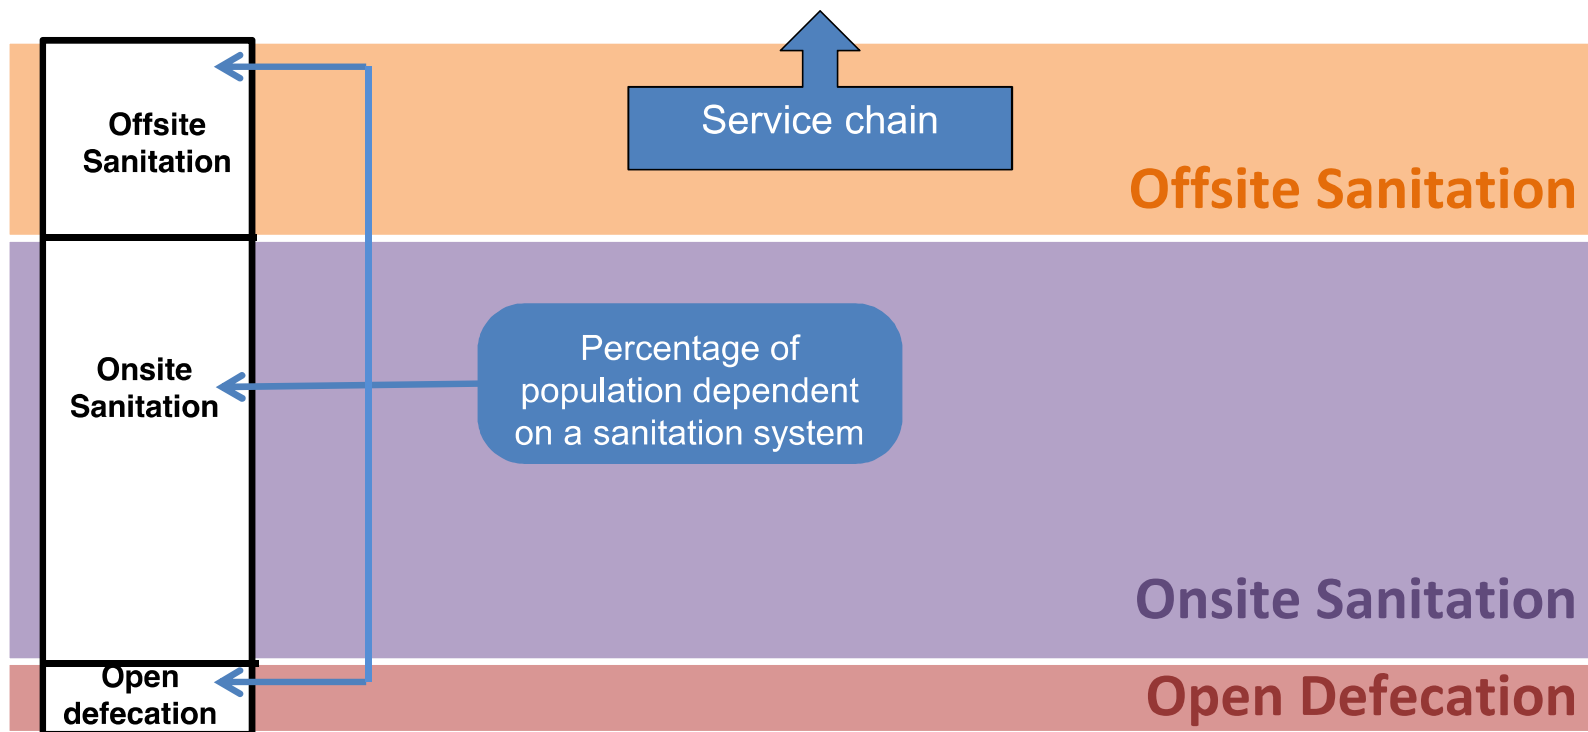 Offsite
Sanitation
Service chain
Offsite Sanitation
Onsite
Sanitation
Percentage of
population dependent
on a sanitation system
Onsite Sanitation
Open
defecation
Open Defecation